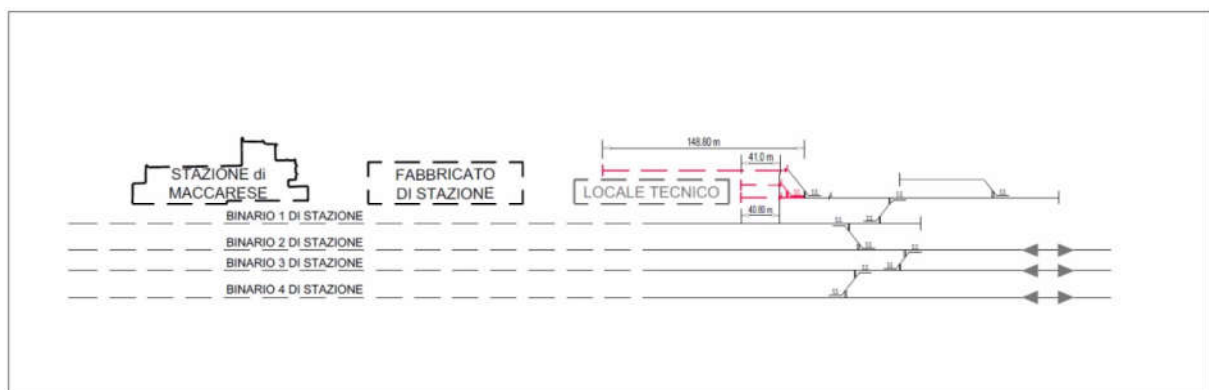 148.60 m
41.0 m
STAZIONE di
MACCARESE
FABBRICATO
DI STAZIONE
LOCALE TECNICO
40.80 m
BINARIO 1 DI STAZIONE
BINARIO 2 DI STAZIONE
BINARIO 3 DI STAZIONE
BINARIO 4 DI STAZIONE